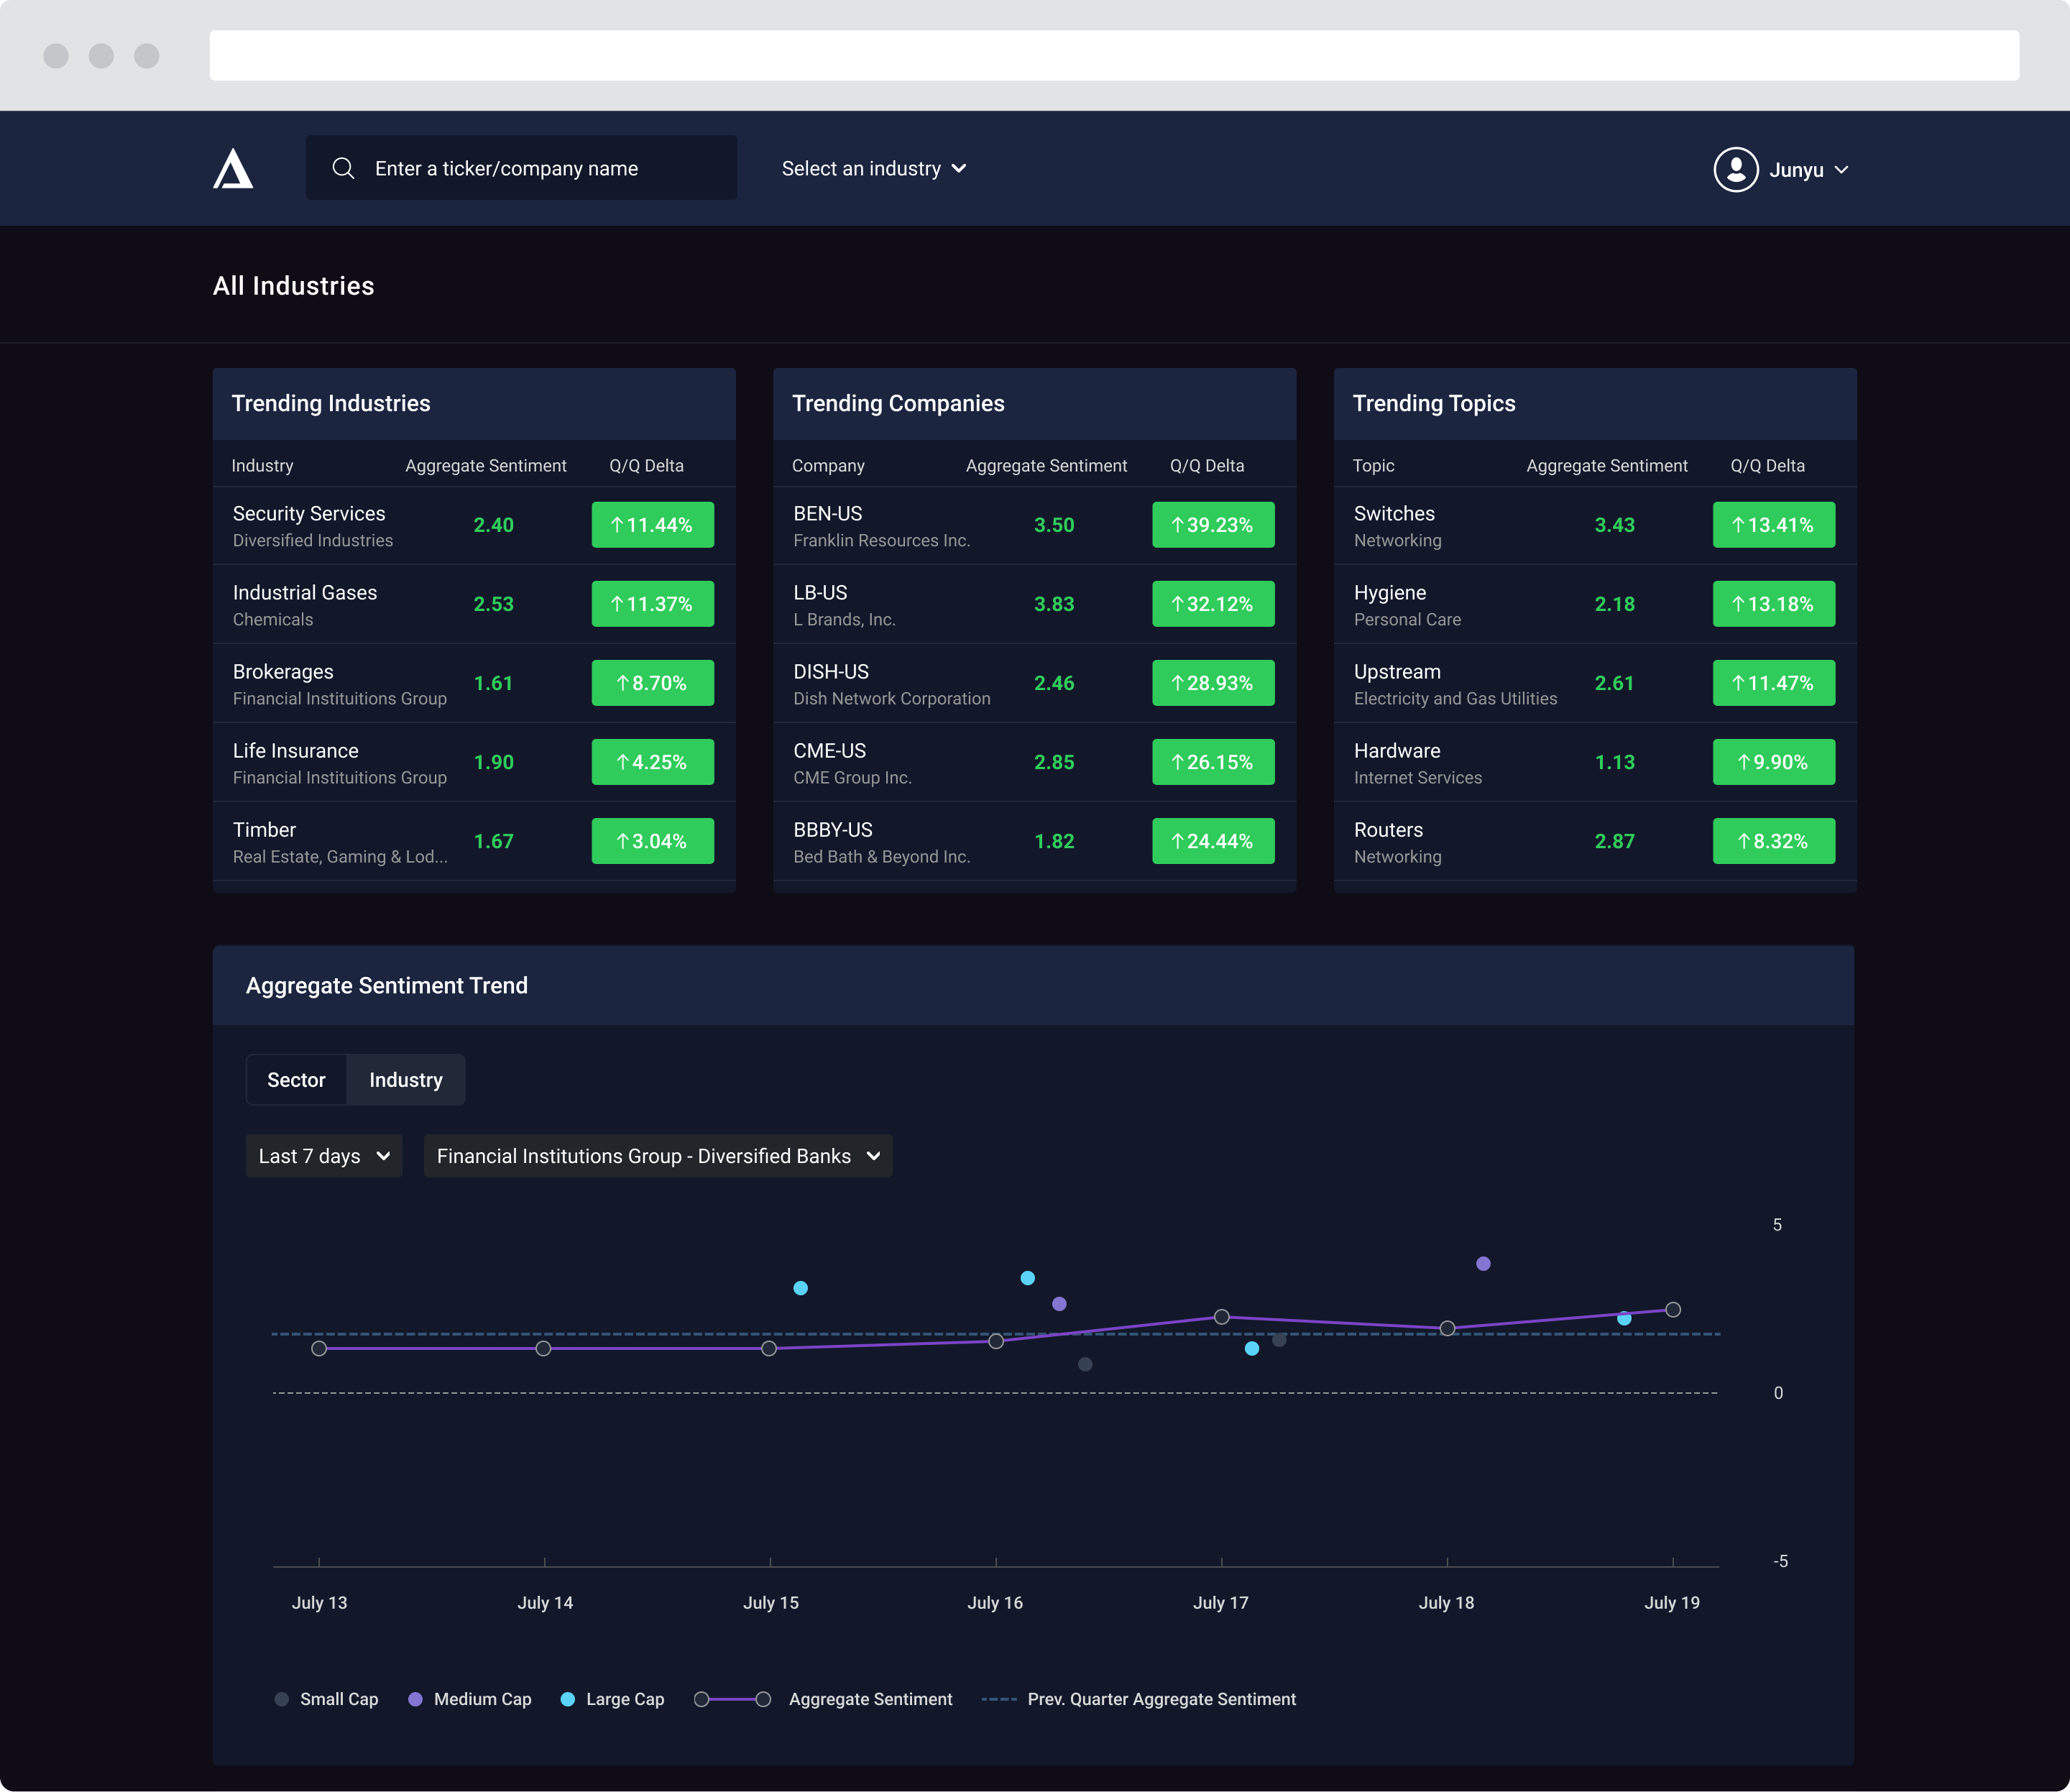 Enter a ticker/company name
Select an industry
Junyu
All Industries
Trending Industries
Industry Aggregate Sentiment Q/Q Delta
Security Services
Diversified Industries
2.40 ↑11.44%
Industrial Gases
Chemicals
2.53 ↑11.37%
Brokerages
Financial Instituitions Group
1.61 ↑8.70%
Life Insurance
Financial Instituitions Group
1.90 ↑4.25%
Timber
Real Estate, Gaming & Lod...
1.67 ↑3.04%
Trending Companies
Company Aggregate Sentiment Q/Q Delta
BEN-US
Franklin Resources Inc.
3.50 ↑39.23%
LB-US
L Brands, Inc.
3.83 ↑32.12%
DISH-US
Dish Network Corporation
2.46 ↑28.93%
CME-US
CME Group Inc.
2.85 ↑26.15%
BBBY-US
Bed Bath & Beyond Inc.
1.82 ↑24.44%
Trending Topics
Topic Aggregate Sentiment Q/Q Delta
Switches
Networking
3.43 ↑13.41%
Hygiene
Personal Care
2.18 ↑13.18%
Upstream
Electricity and Gas Utilities
2.61 ↑11.47%
Hardware
Internet Services
1.13 ↑9.90%
Routers
Networking
2.87 ↑8.32%
Aggregate Sentiment Trend
Sector Industry
Last 7 days Financial Institutions Group - Diversified Banks
5
0
-5
July 13 July 14 July 15 July 16 July 17 July 18 July 19
Small Cap Medium Cap Large Cap Aggregate Sentiment Prev. Quarter Aggregate Sentiment